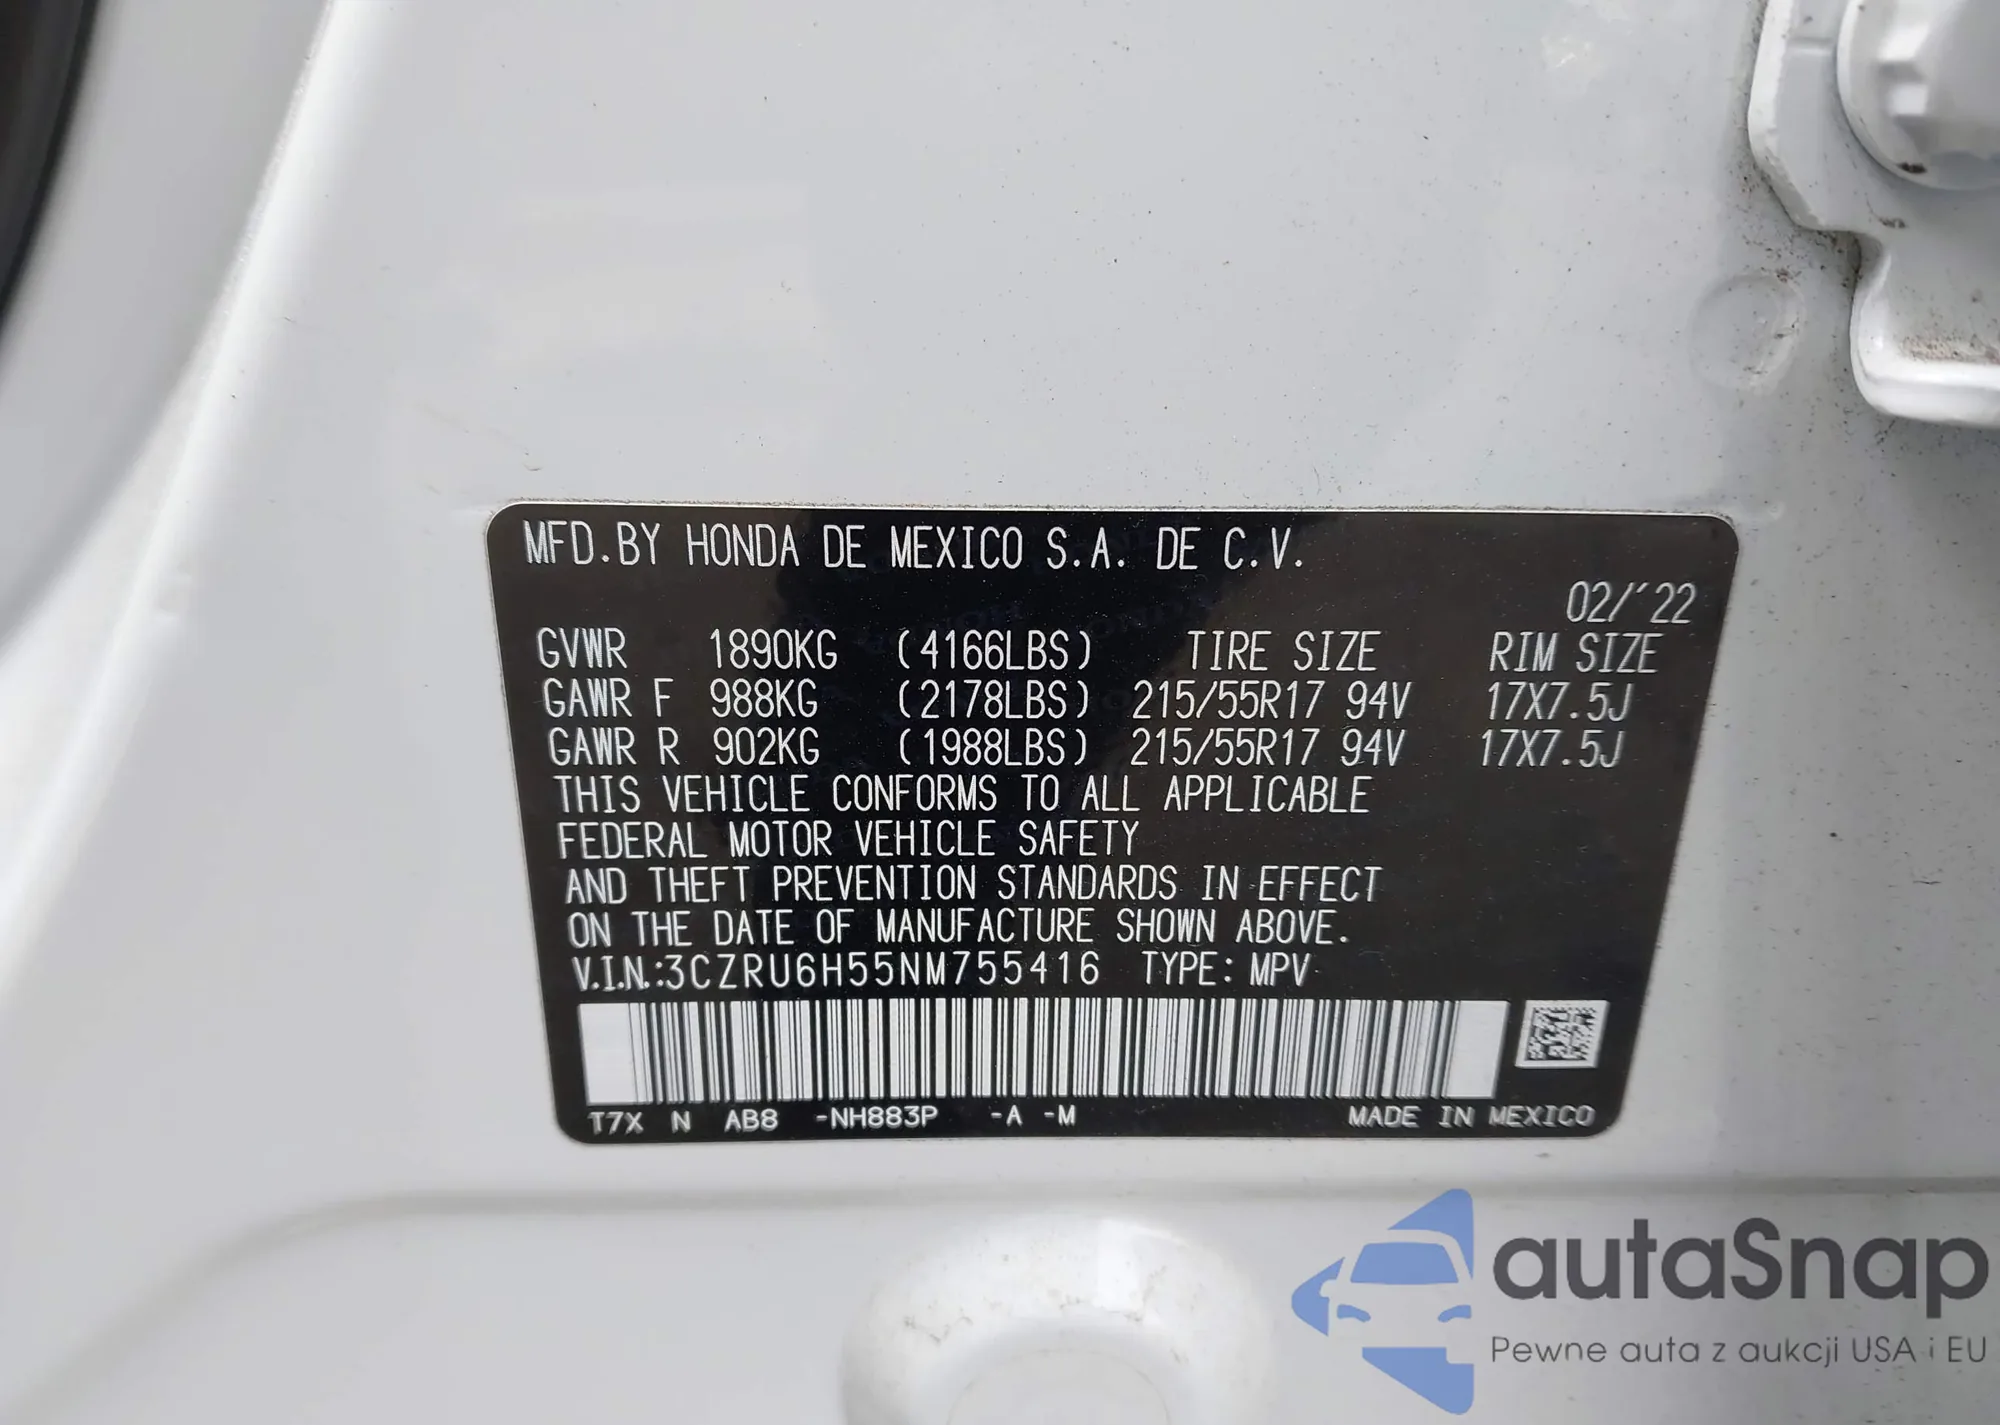 MFD.BY HONDA DE MEXICO S.A. DE C.V.
02/'22
GVWR 1890KG (4166LBS) TIRE SIZE RIM SIZE
GAWR F 988KG (2178LBS) 215/55R17 94V 17X7.5J
GAWR R 902KG (1988LBS) 215/55R17 94V 17X7.5J
THIS VEHICLE CONFORMS TO ALL APPLICABLE
FEDERAL MOTOR VEHICLE SAFETY
AND THEFT PREVENTION STANDARDS IN EFFECT
ON THE DATE OF MANUFACTURE SHOWN ABOVE.
V.I.N.:3CZRU6H55NM755416 TYPE: MPV
T7X N AB8 -NH883P -A -M MADE IN MEXICO
autaSnap
Pewne auta z aukcji USA i EU